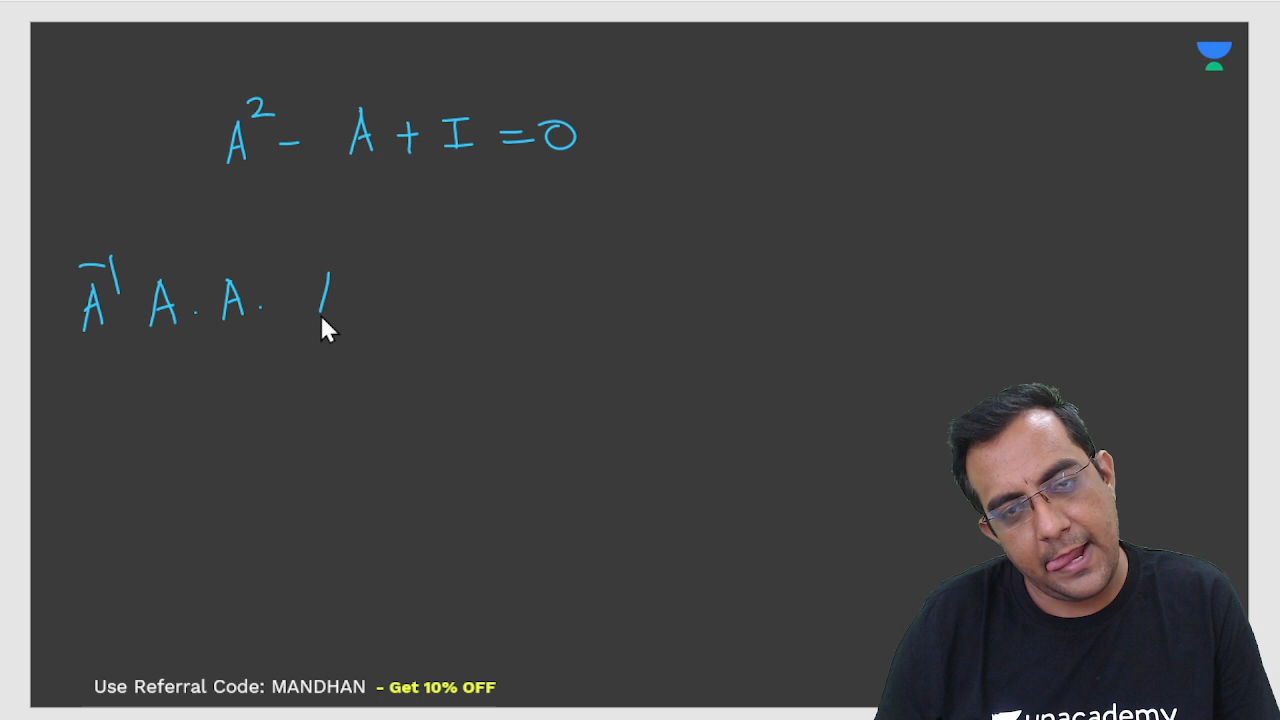 A² - A + I = 0
A⁻¹ A . A . /
Use Referral Code: MANDHAN - Get 10% OFF
unacademy